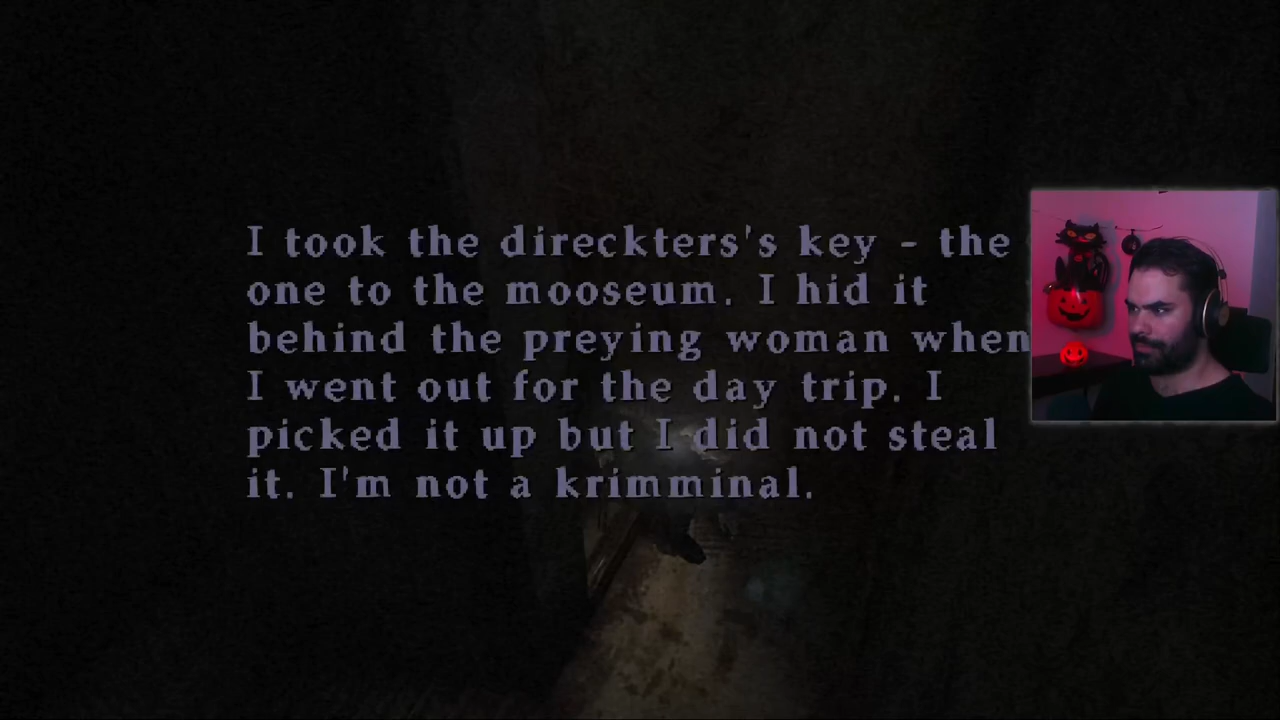 I took the direckters's key - the
one to the mooseum. I hid it
behind the preying woman when
I went out for the day trip. I
picked it up but I did not steal
it. I'm not a krimminal.